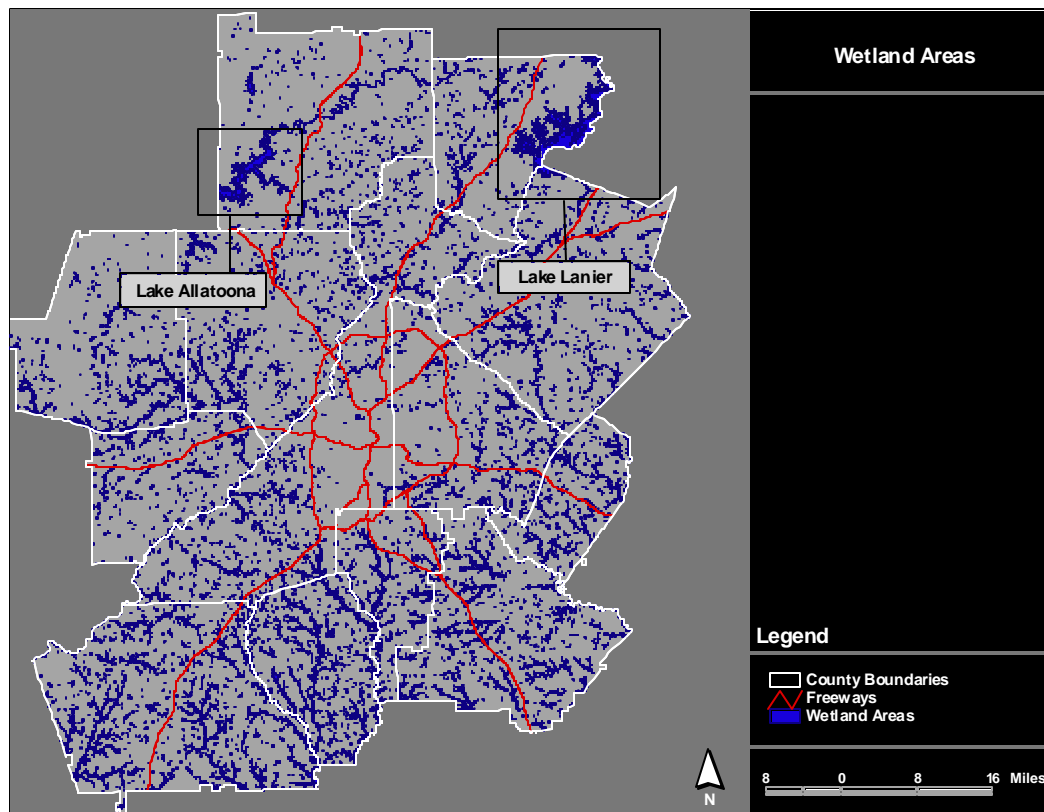 Wetland Areas
Lake Allatoona
Lake Lanier
Legend
County Boundaries
Freeways
Wetland Areas
N
8 0 8 16 Miles